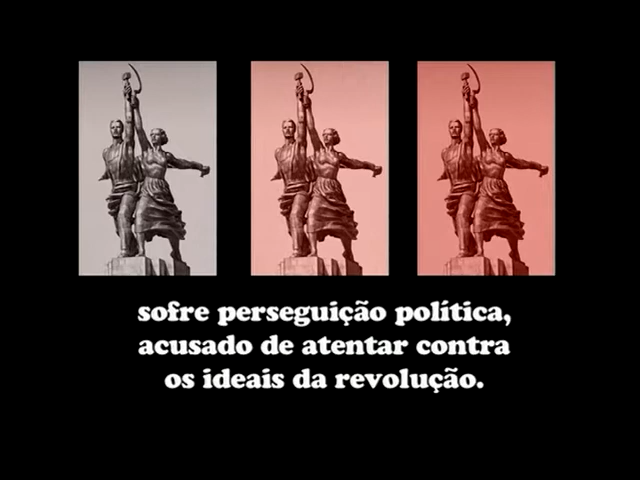 sofre perseguição política,
acusado de atentar contra
os ideais da revolução.